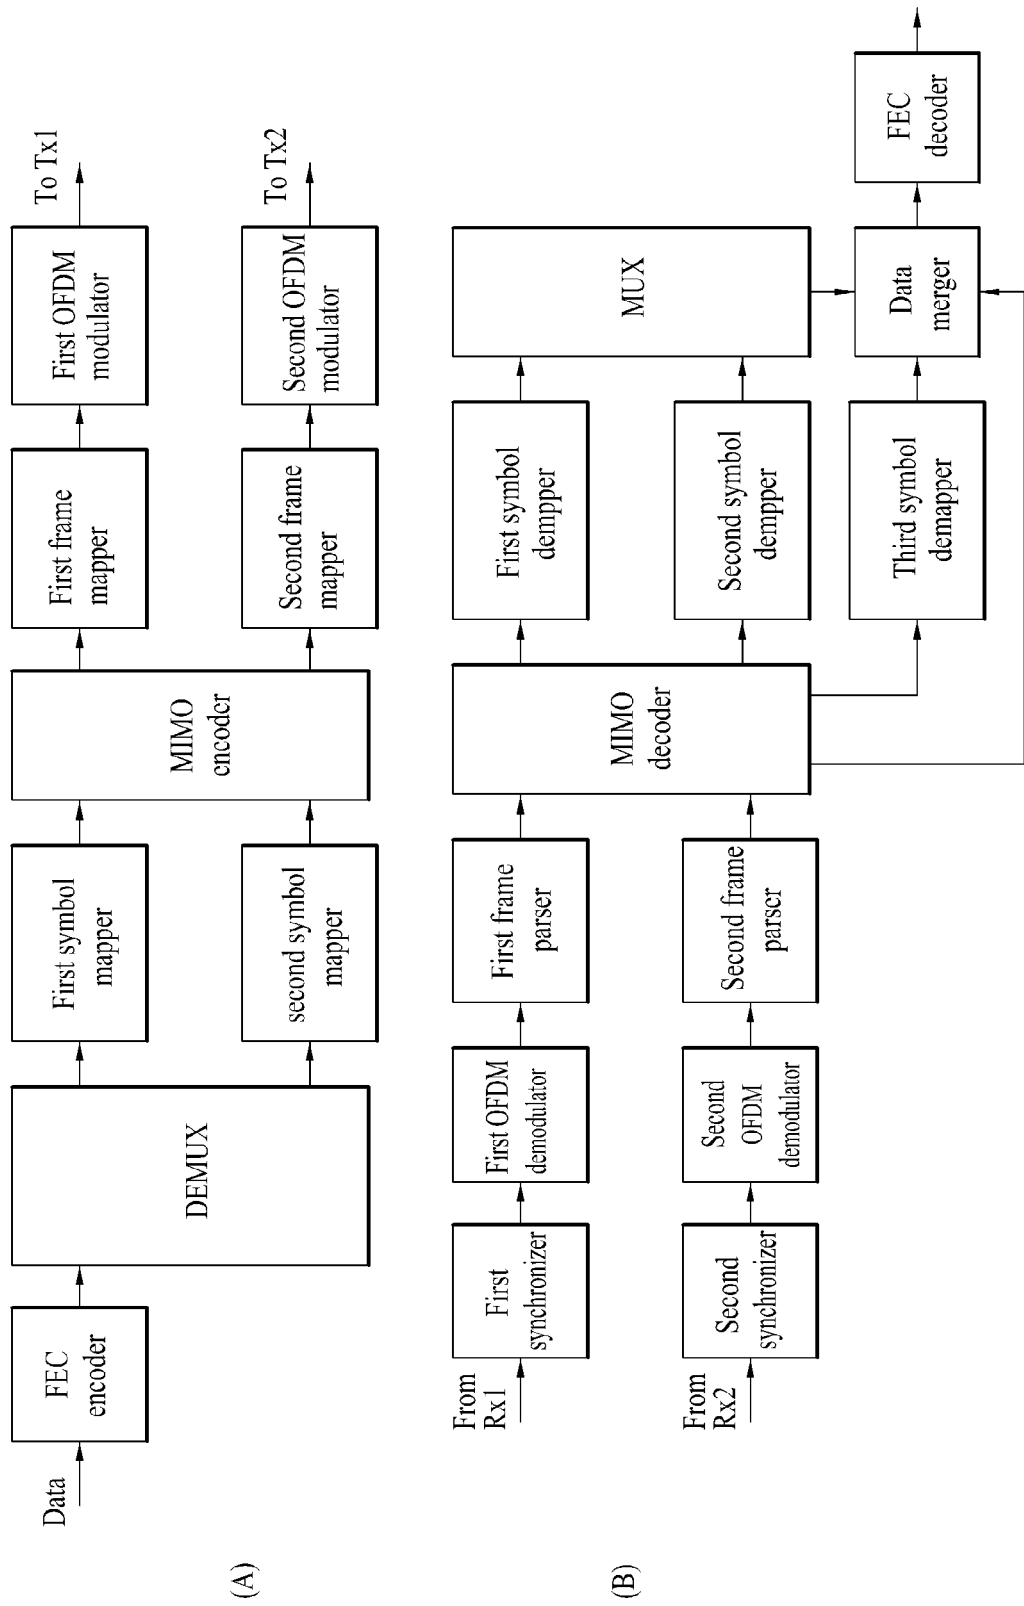 (A)
Data
FEC
encoder
DEMUX
First symbol
mapper
second symbol
mapper
MIMO
encoder
First frame
mapper
Second frame
mapper
First OFDM
modulator
Second OFDM
modulator
To Tx1
To Tx2
(B)
From
Rx1
From
Rx2
First
synchronizer
Second
synchronizer
First OFDM
demodulator
Second
OFDM
demodulator
First frame
parser
Second frame
parser
MIMO
decoder
First symbol
dempper
Second symbol
dempper
Third symbol
demapper
MUX
Data
merger
FEC
decoder